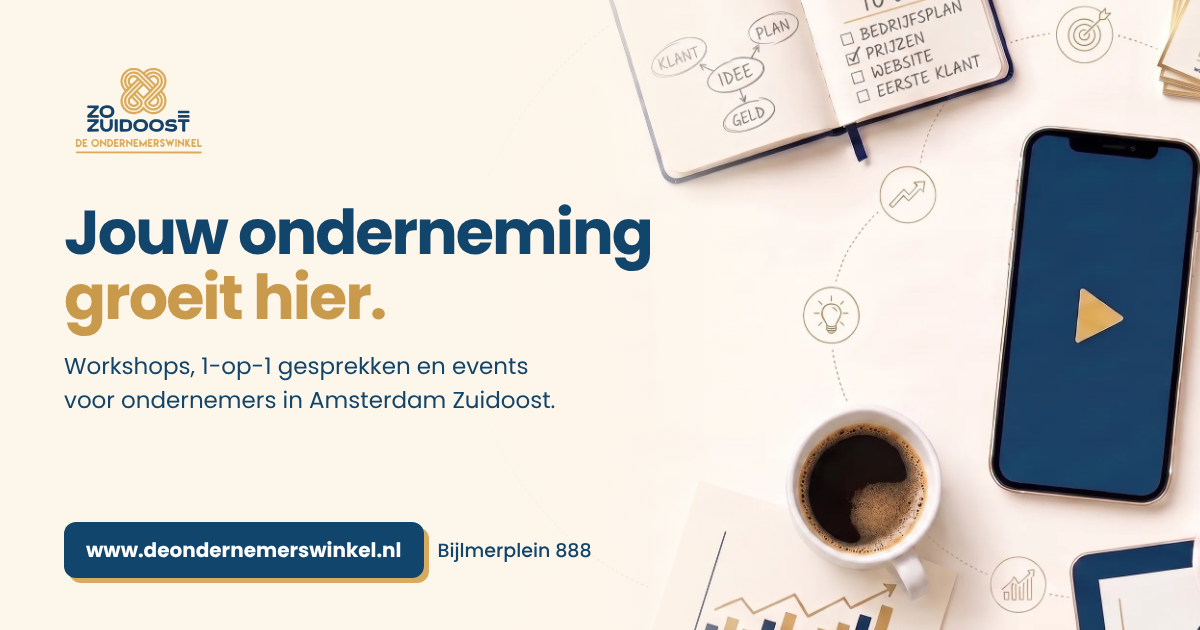 ZO
ZUIDOOST
DE ONDERNEMERSWINKEL
Jouw onderneming
groeit hier.
Workshops, 1-op-1 gesprekken en events
voor ondernemers in Amsterdam Zuidoost.
www.deondernemerswinkel.nl
Bijlmerplein 888
KLANT
PLAN
IDEE
GELD
BEDRIJFSPLAN
PRIJZEN
WEBSITE
EERSTE KLANT